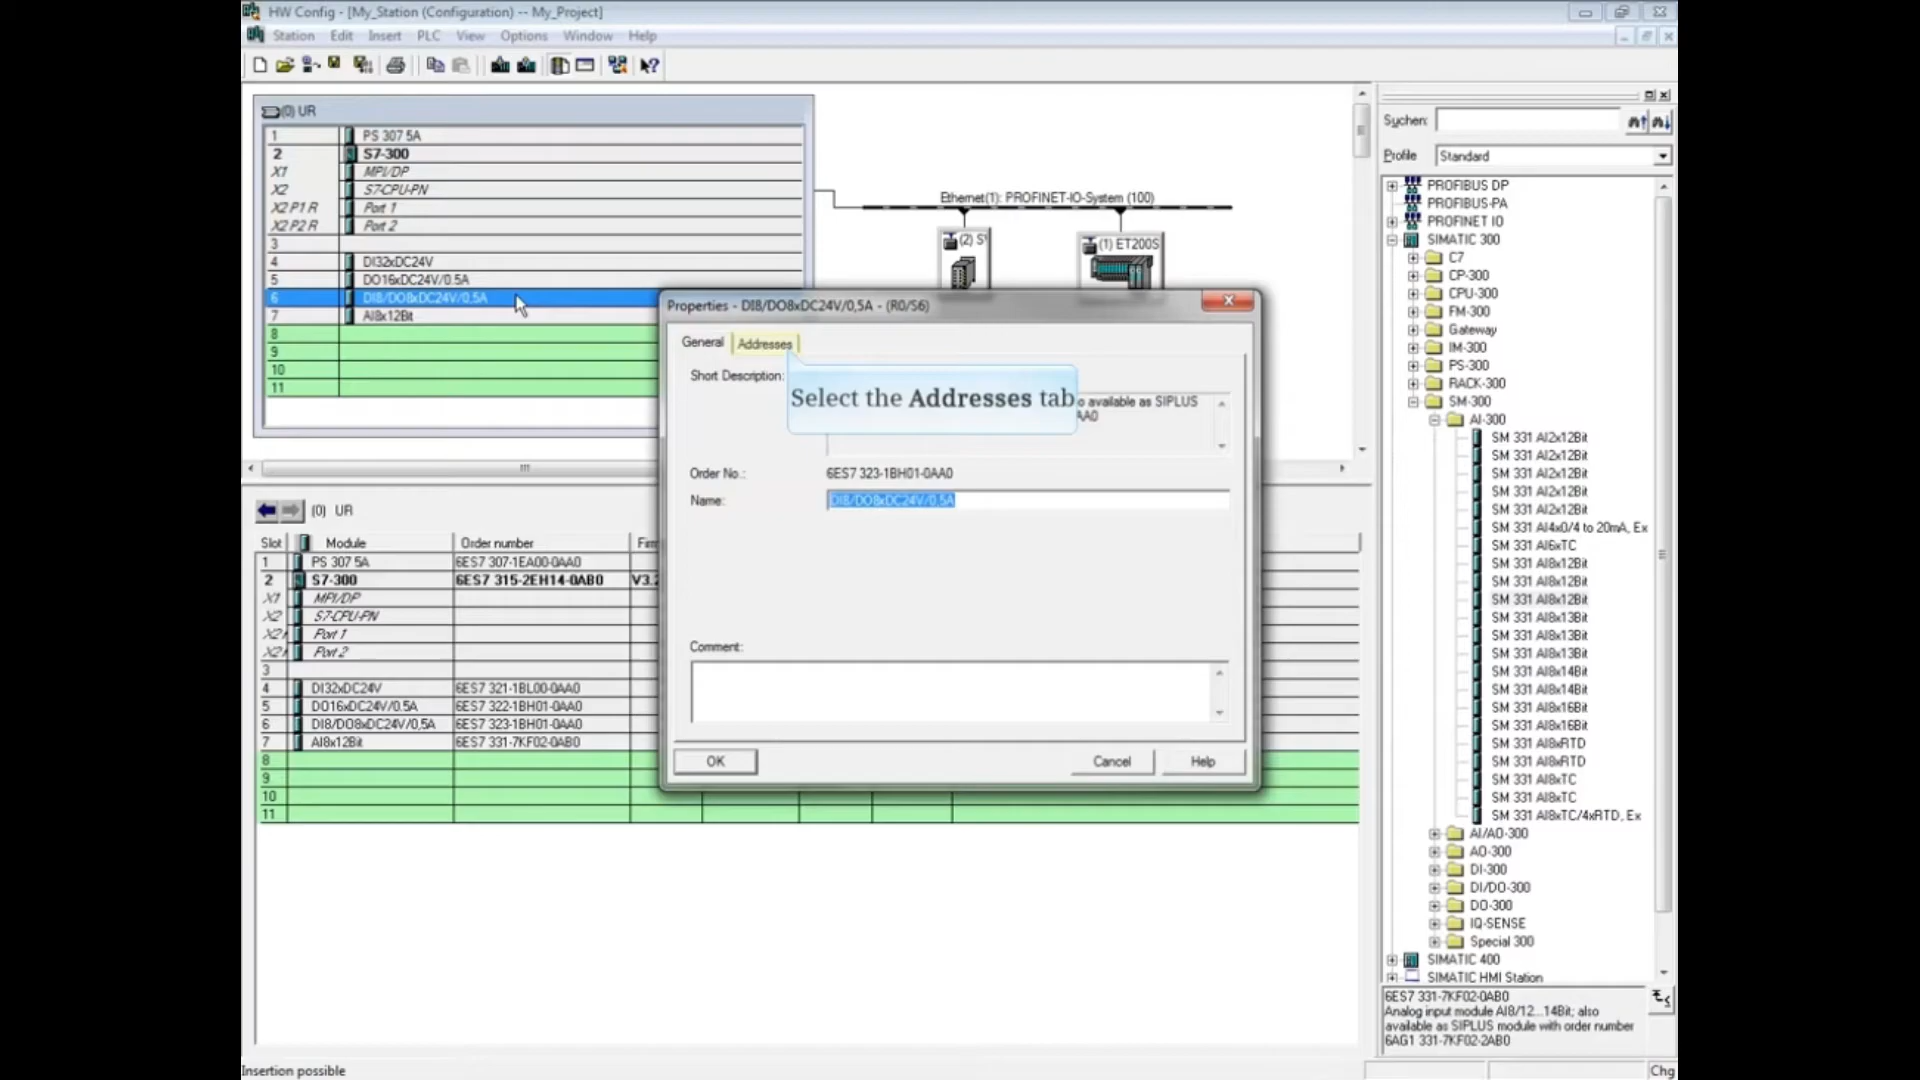 HW Config - [My_Station (Configuration) -- My_Project]
Station Edit Insert PLC View Options Window Help
(0) UR
1 PS 307 5A
2 S7-300
X1 MPI/DP
X2 S7-CPU-PN
X2 P1 R Port 1
X2 P2 R Port 2
3
4 DI32xDC24V
5 DO16xDC24V/0.5A
6 DI8/DO8xDC24V/0,5A
7 AI8x12Bit
8
9
10
11
Ethernet(1): PROFINET-IO-System (100)
(2) S
(1) ET200S
Properties - DI8/DO8xDC24V/0,5A - (R0/S6)
General Addresses
Short Description:
Select the Addresses tab
o available as SIPLUS
AA0
Order No.: 6ES7 323-1BH01-0AA0
Name: DI8/DO8xDC24V/0,5A
Comment:
OK Cancel Help
(0) UR
Slot Module Order number Firm
1 PS 307 5A 6ES7 307-1EA00-0AA0
2 S7-300 6ES7 315-2EH14-0AB0 V3.2
X1 MPI/DP
X2 S7-CPU-PN
X2 Port 1
X2 Port 2
3
4 DI32xDC24V 6ES7 321-1BL00-0AA0
5 DO16xDC24V/0.5A 6ES7 322-1BH01-0AA0
6 DI8/DO8xDC24V/0,5A 6ES7 323-1BH01-0AA0
7 AI8x12Bit 6ES7 331-7KF02-0AB0
8
9
10
11
Suchen:
Profile Standard
PROFIBUS DP
PROFIBUS-PA
PROFINET IO
SIMATIC 300
C7
CP-300
CPU-300
FM-300
Gateway
IM-300
PS-300
RACK-300
SM-300
AI-300
SM 331 AI2x12Bit
SM 331 AI2x12Bit
SM 331 AI2x12Bit
SM 331 AI2x12Bit
SM 331 AI2x12Bit
SM 331 AI4x0/4 to 20mA, Ex
SM 331 AI6xTC
SM 331 AI8x12Bit
SM 331 AI8x12Bit
SM 331 AI8x12Bit
SM 331 AI8x13Bit
SM 331 AI8x13Bit
SM 331 AI8x13Bit
SM 331 AI8x14Bit
SM 331 AI8x14Bit
SM 331 AI8x16Bit
SM 331 AI8x16Bit
SM 331 AI8xRTD
SM 331 AI8xRTD
SM 331 AI8xTC
SM 331 AI8xTC
SM 331 AI8xTC/4xRTD, Ex
AI/AO-300
AO-300
DI-300
DI/DO-300
DO-300
IQ-SENSE
Special 300
SIMATIC 400
SIMATIC HMI Station
6ES7 331-7KF02-0AB0
Analog input module AI8/12...14Bit; also
available as SIPLUS module with order number
6AG1 331-7KF02-2AB0
Insertion possible
Chg